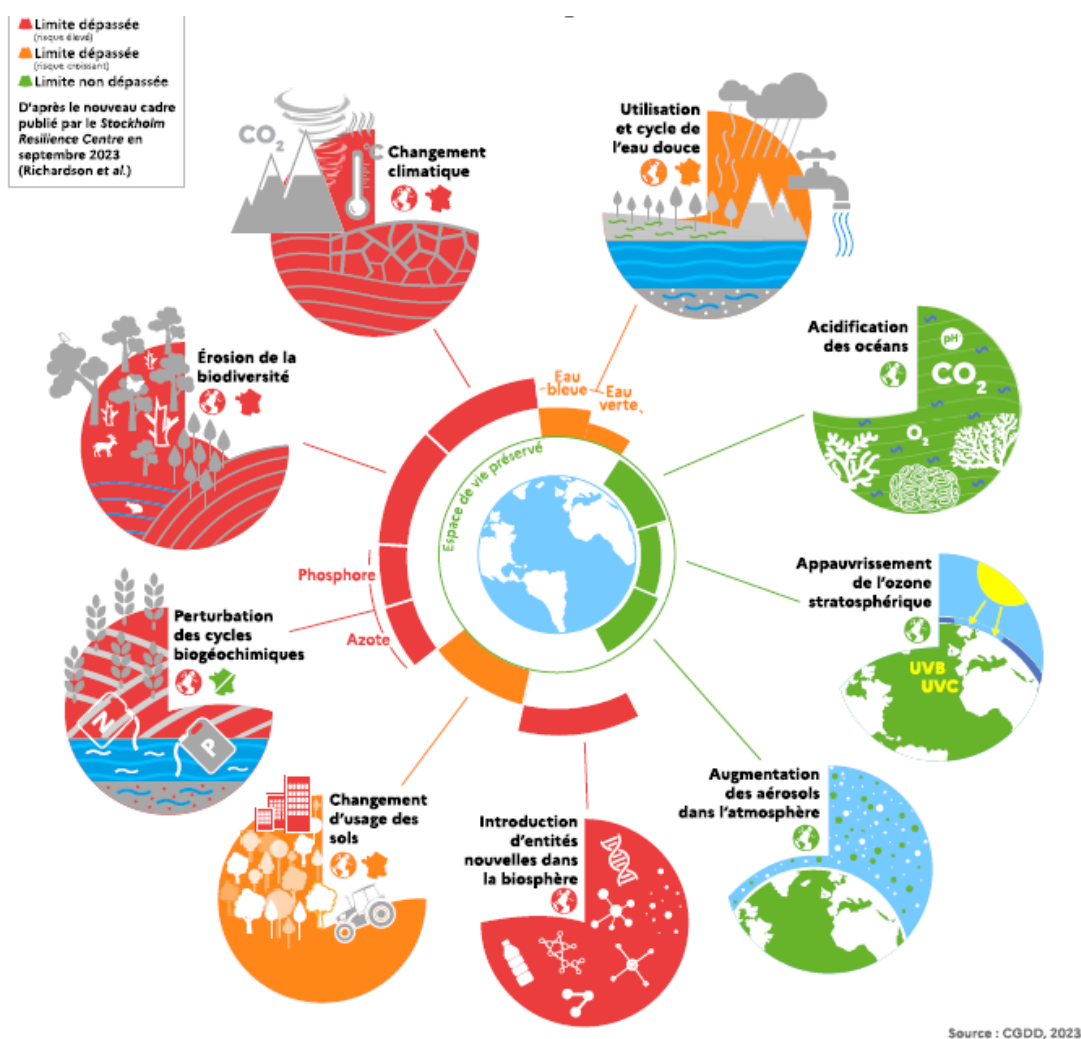 Limite dépassée
(risque élevé)
Limite dépassée
(risque croissant)
Limite non dépassée
D'après le nouveau cadre
publié par le Stockholm
Resilience Centre en
septembre 2023
(Richardson et al.)
CO2
°C
Changement
climatique
Utilisation
et cycle de
l'eau douce
Acidification
des océans
pH
CO2
O2
Érosion de la
biodiversité
Eau
bleue
Eau
verte
Espace de vie préservé
Phosphore
Azote
Appauvrissement
de l'ozone
stratosphérique
UVB
UVC
Perturbation
des cycles
biogéochimiques
N
P
Augmentation
des aérosols
dans l'atmosphère
Changement
d'usage des
sols
Introduction
d'entités
nouvelles dans
la biosphère
Source : CGDD, 2023